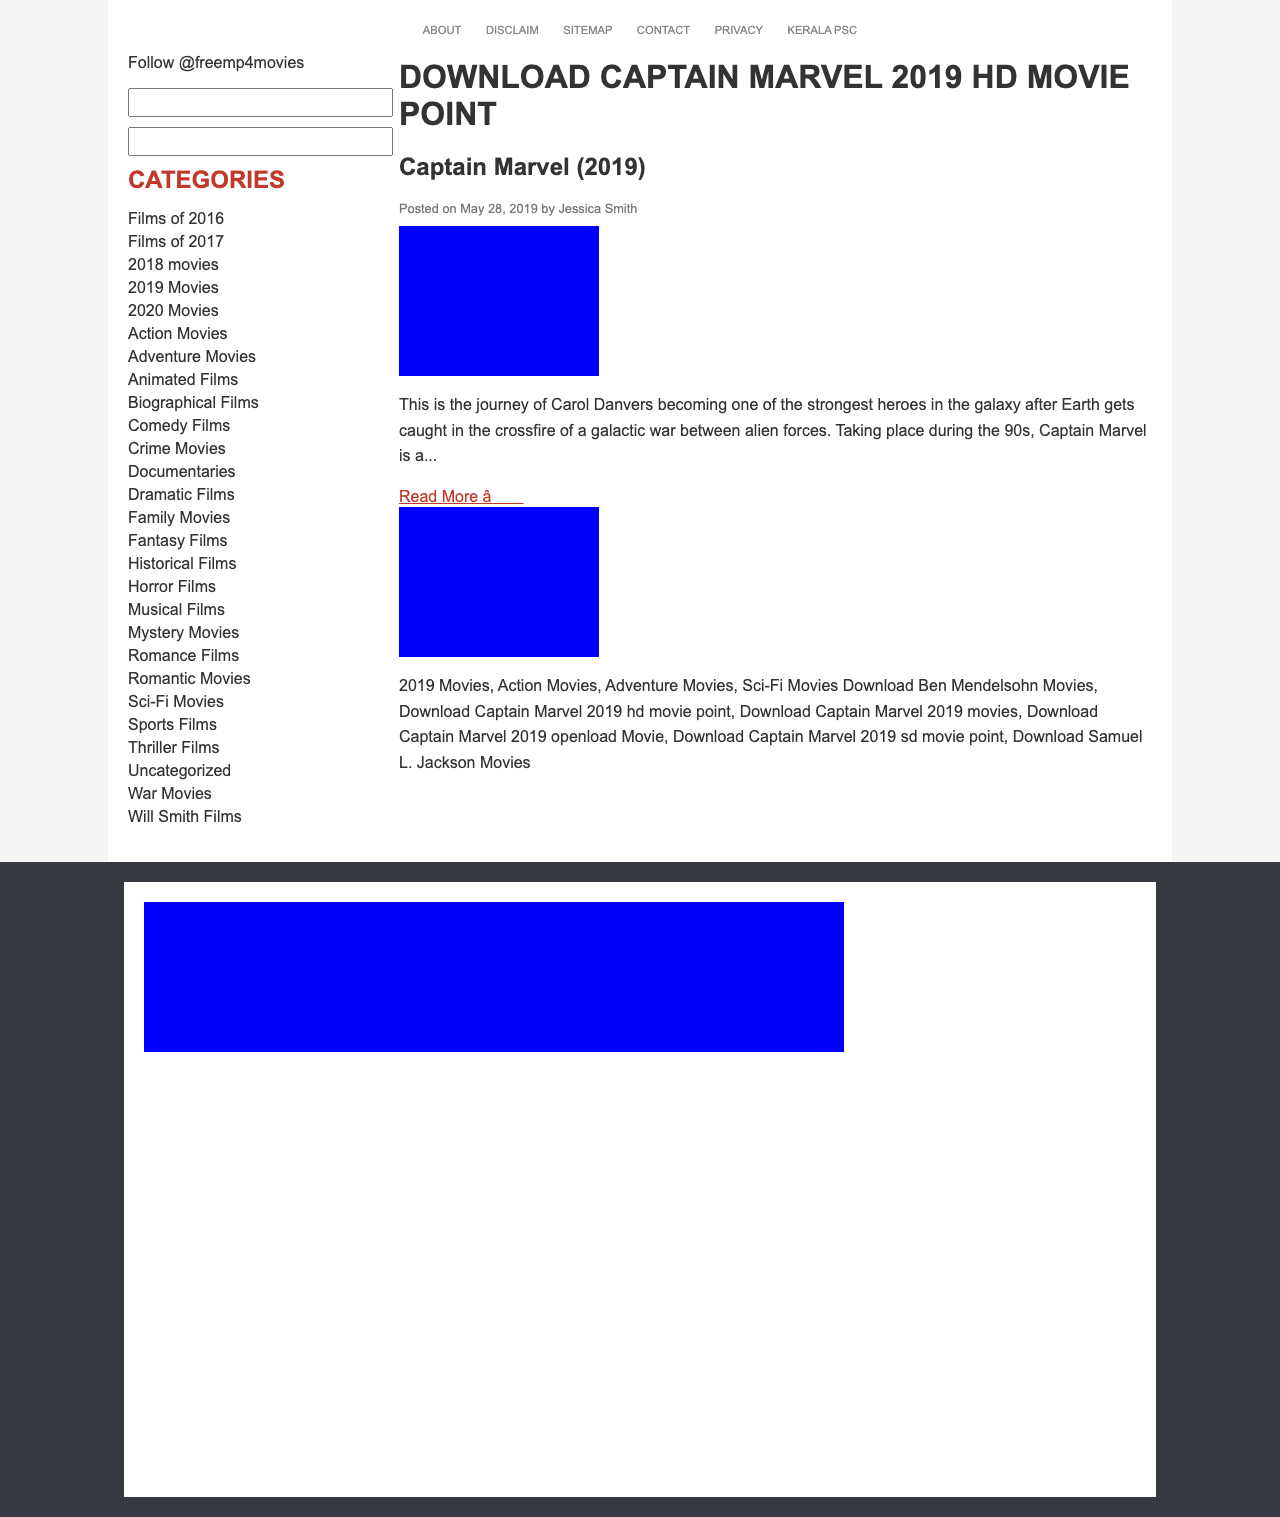 ABOUT DISCLAIM SITEMAP CONTACT PRIVACY KERALA PSC
Follow @freemp4movies
CATEGORIES
Films of 2016
Films of 2017
2018 movies
2019 Movies
2020 Movies
Action Movies
Adventure Movies
Animated Films
Biographical Films
Comedy Films
Crime Movies
Documentaries
Dramatic Films
Family Movies
Fantasy Films
Historical Films
Horror Films
Musical Films
Mystery Movies
Romance Films
Romantic Movies
Sci-Fi Movies
Sports Films
Thriller Films
Uncategorized
War Movies
Will Smith Films
DOWNLOAD CAPTAIN MARVEL 2019 HD MOVIE
POINT
Captain Marvel (2019)
Posted on May 28, 2019 by Jessica Smith
This is the journey of Carol Danvers becoming one of the strongest heroes in the galaxy after Earth gets
caught in the crossfire of a galactic war between alien forces. Taking place during the 90s, Captain Marvel
is a...
Read More â
2019 Movies, Action Movies, Adventure Movies, Sci-Fi Movies Download Ben Mendelsohn Movies,
Download Captain Marvel 2019 hd movie point, Download Captain Marvel 2019 movies, Download
Captain Marvel 2019 openload Movie, Download Captain Marvel 2019 sd movie point, Download Samuel
L. Jackson Movies